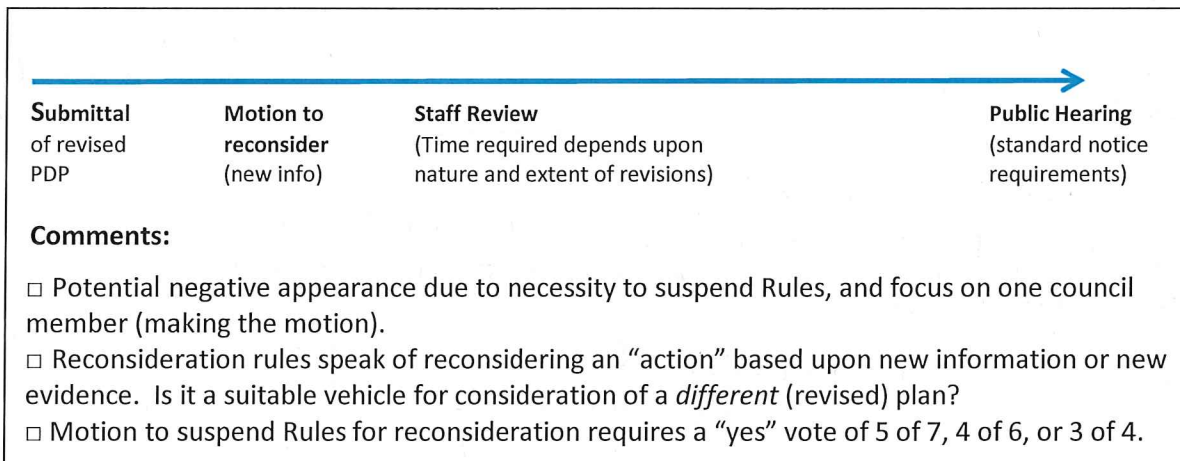 Submittal
of revised
PDP
Motion to
reconsider
(new info)
Staff Review
(Time required depends upon
nature and extent of revisions)
Public Hearing
(standard notice
requirements)
Comments:
□ Potential negative appearance due to necessity to suspend Rules, and focus on one council
member (making the motion).
□ Reconsideration rules speak of reconsidering an “action” based upon new information or new
evidence.  Is it a suitable vehicle for consideration of a different (revised) plan?
□ Motion to suspend Rules for reconsideration requires a “yes” vote of 5 of 7, 4 of 6, or 3 of 4.